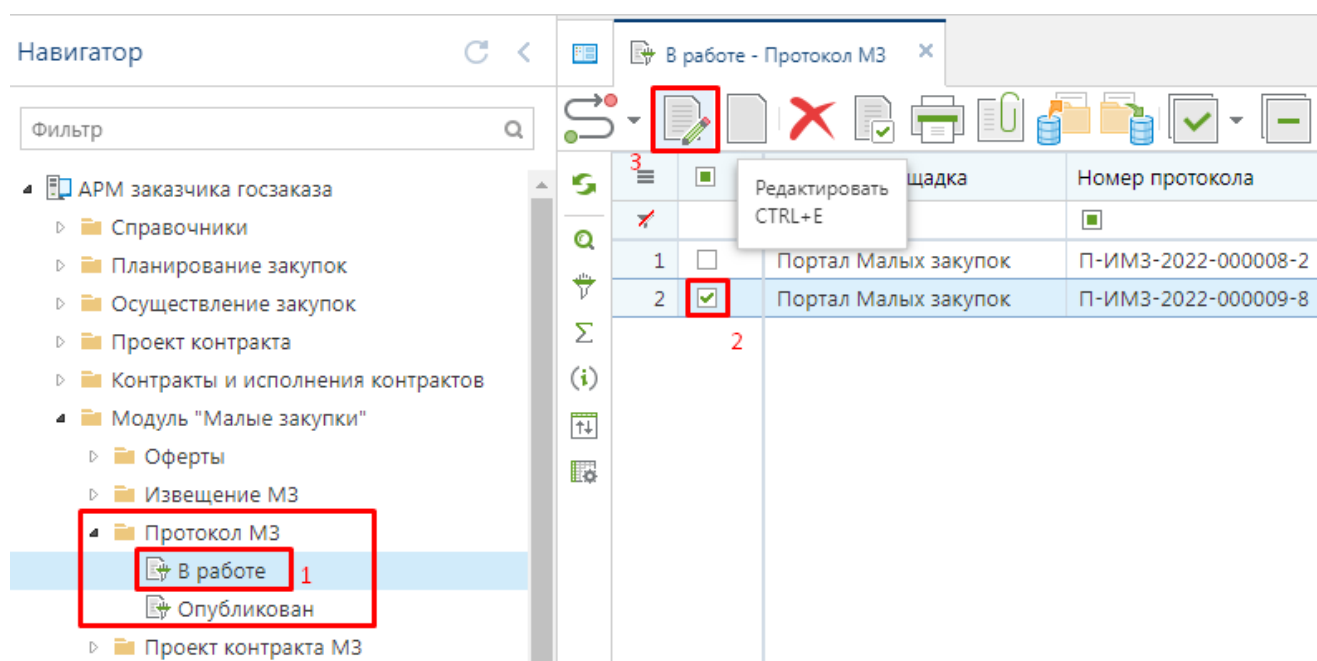 Навигатор
Фильтр
АРМ заказчика госзаказа
Справочники
Планирование закупок
Осуществление закупок
Проект контракта
Контракты и исполнения контрактов
Модуль "Малые закупки"
Оферты
Извещение МЗ
Протокол МЗ
В работе 1
Опубликован
Проект контракта МЗ
В работе - Протокол МЗ
3
Редактировать
CTRL+E
щадка Номер протокола
1 Портал Малых закупок П-ИМЗ-2022-000008-2
2 Портал Малых закупок П-ИМЗ-2022-000009-8
2